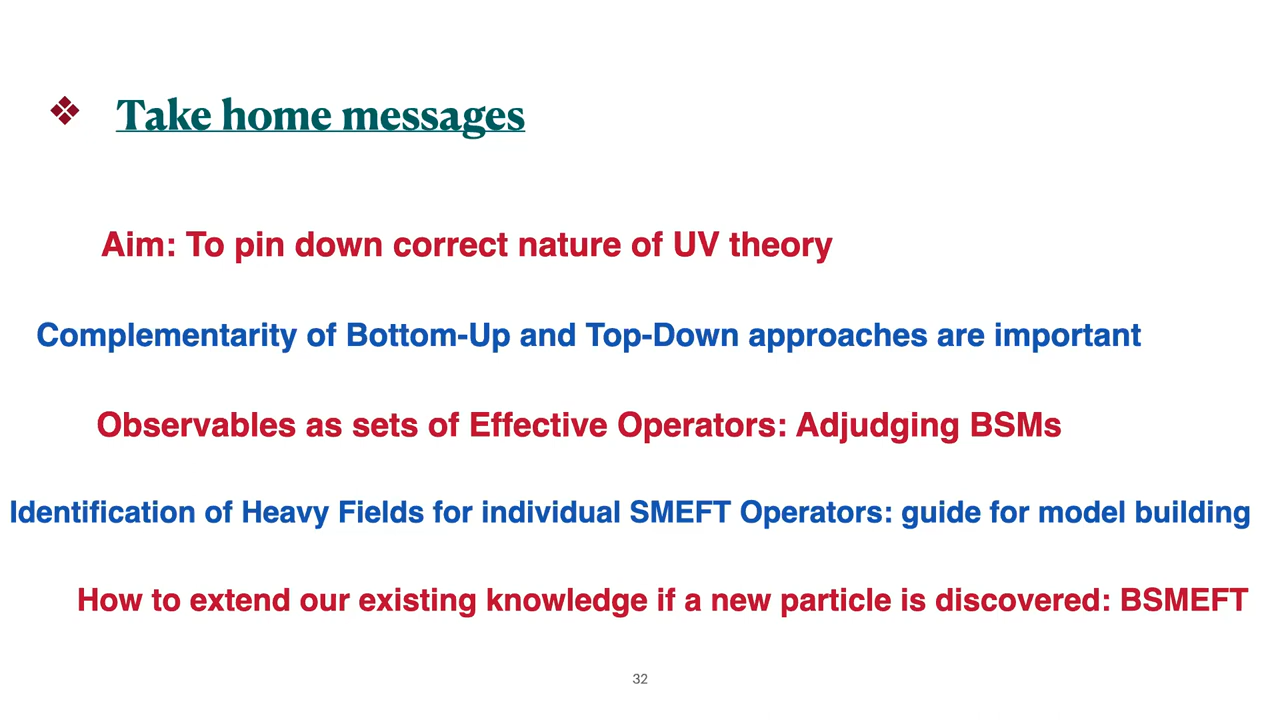 ❖ Take home messages
Aim: To pin down correct nature of UV theory
Complementarity of Bottom-Up and Top-Down approaches are important
Observables as sets of Effective Operators: Adjudging BSMs
Identification of Heavy Fields for individual SMEFT Operators: guide for model building
How to extend our existing knowledge if a new particle is discovered: BSMEFT
32